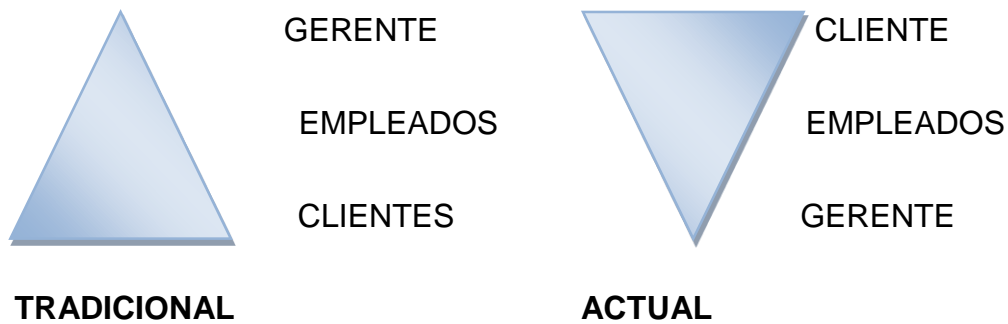 GERENTE CLIENTE
EMPLEADOS EMPLEADOS
CLIENTES GERENTE
TRADICIONAL ACTUAL